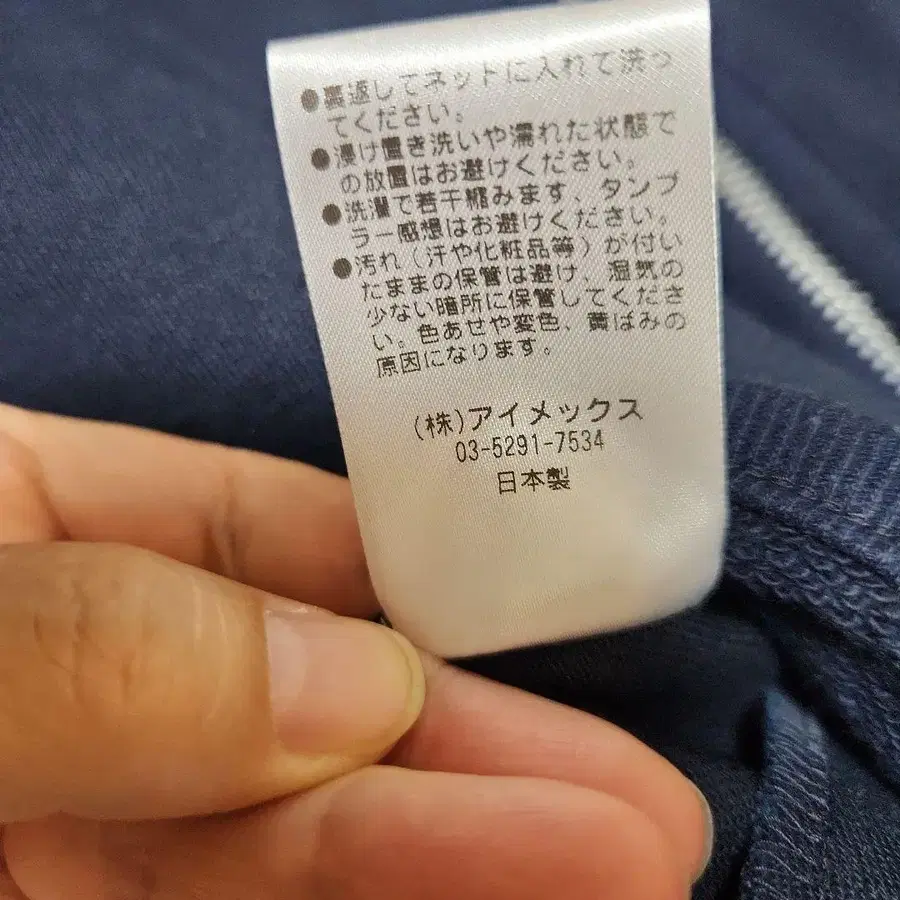 ●裏返してネットに入れて洗っ
てください。
●浸け置き洗いや濡れた状態で
の放置はお避けください。
●洗濯で若干縮みます、タンブ
ラー感想はお避けください。
●汚れ（汗や化粧品等）が付い
たままの保管は避け、湿気の
少ない暗所に保管してくださ
い。色あせや変色、黄ばみの
原因になります。
(株)アイメックス
03-5291-7534
日本製